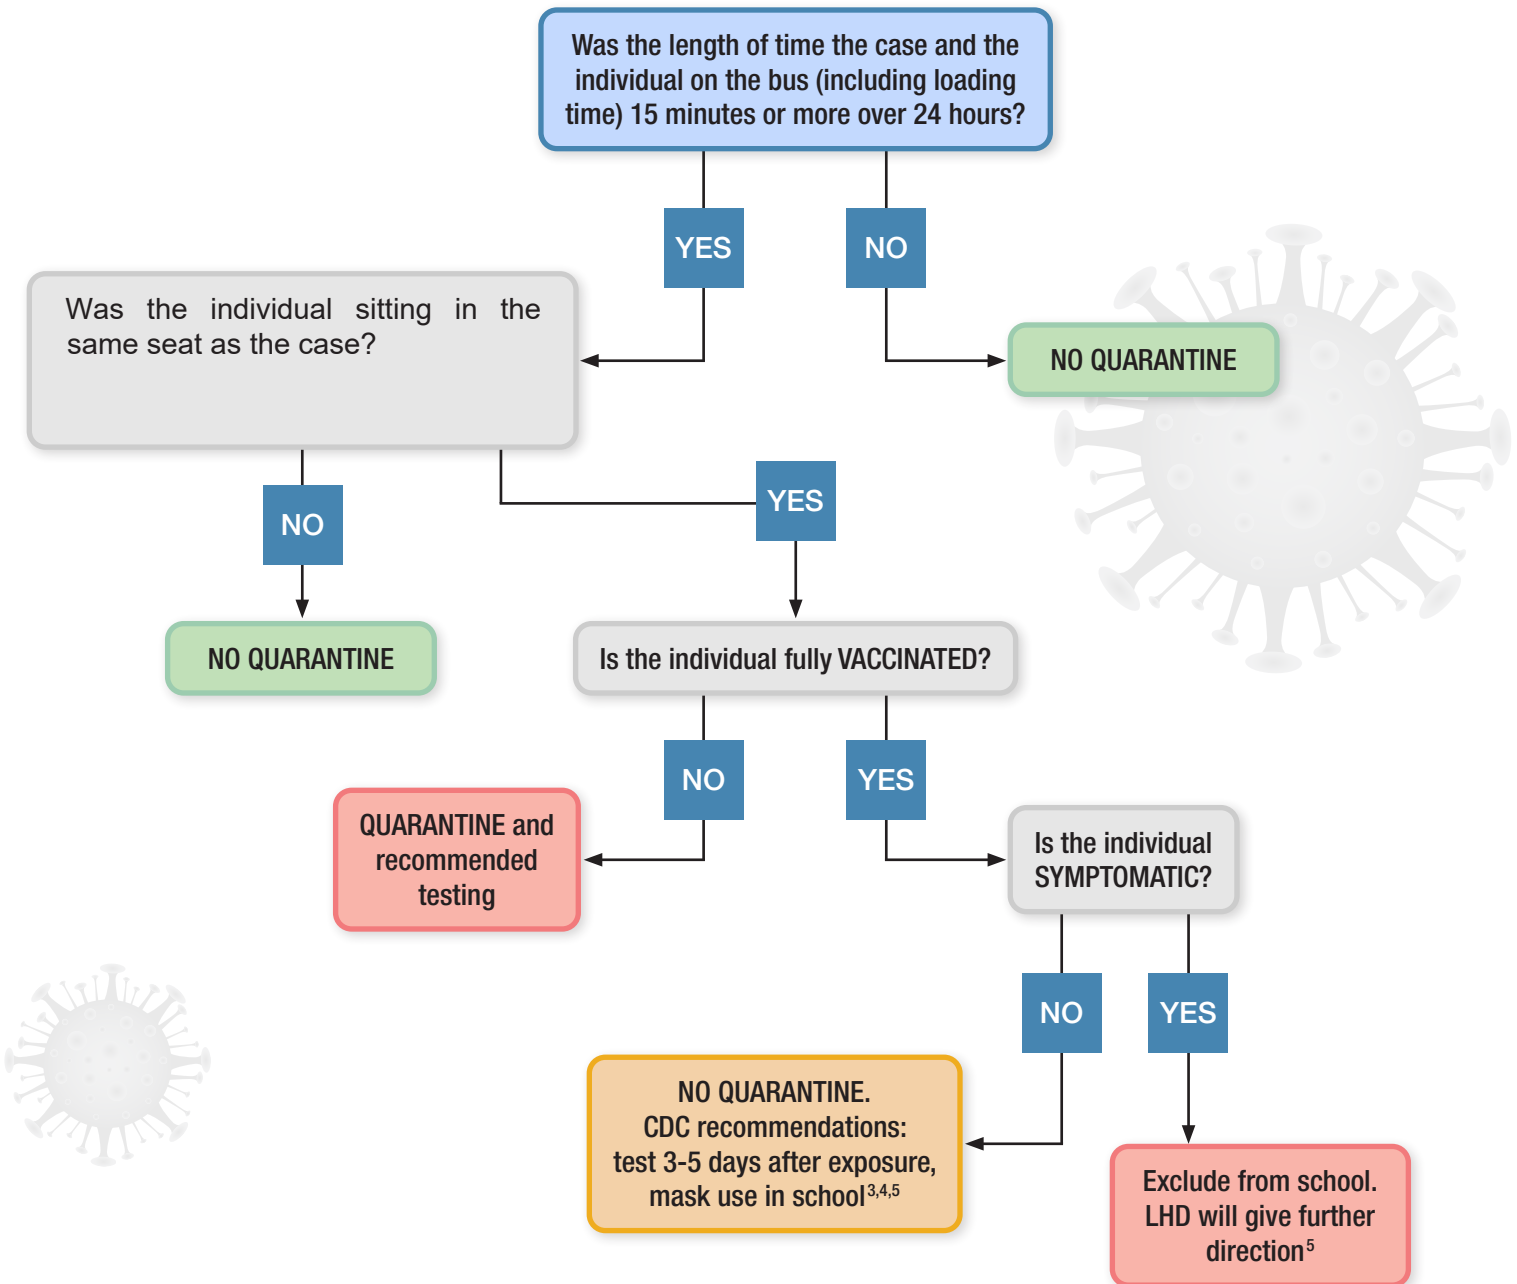 Was the length of time the case and the
individual on the bus (including loading
time) 15 minutes or more over 24 hours?
YES
NO
Was the individual sitting in the
same seat as the case?
NO QUARANTINE
YES
NO
NO QUARANTINE
Is the individual fully VACCINATED?
NO
YES
QUARANTINE and
recommended
testing
Is the individual
SYMPTOMATIC?
NO
YES
NO QUARANTINE.
CDC recommendations:
test 3-5 days after exposure,
mask use in school3,4,5
Exclude from school.
LHD will give further
direction5